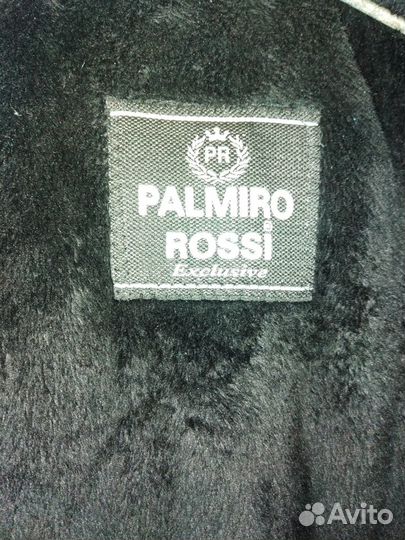 PR
PALMIRO
ROSSI
Exclusive
Avito